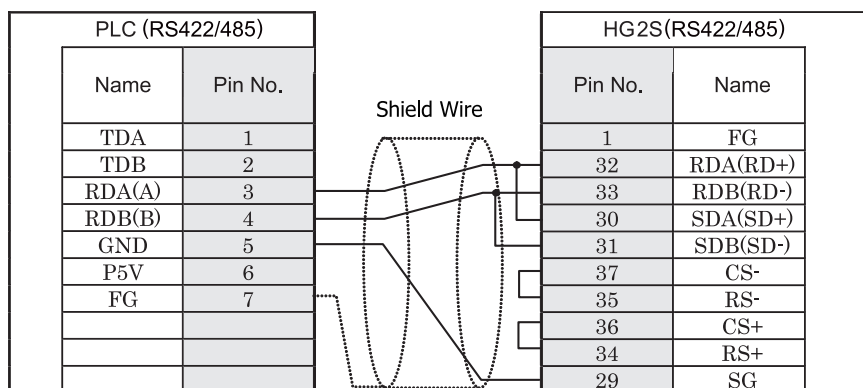 PLC (RS422/485) HG2S(RS422/485)
Name Pin No. Pin No. Name
Shield Wire
TDA 1 1 FG
TDB 2 32 RDA(RD+)
RDA(A) 3 33 RDB(RD-)
RDB(B) 4 30 SDA(SD+)
GND 5 31 SDB(SD-)
P5V 6 37 CS-
FG 7 35 RS-
36 CS+
34 RS+
29 SG